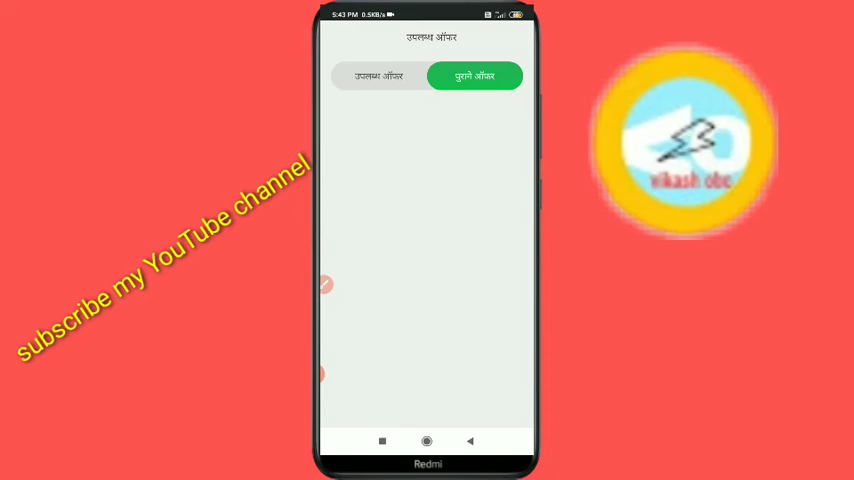 5:43 PM 0.5KB/s
उपलब्ध ऑफर
उपलब्ध ऑफर
पुराने ऑफर
subscribe my YouTube channel
vikash obc
Redmi